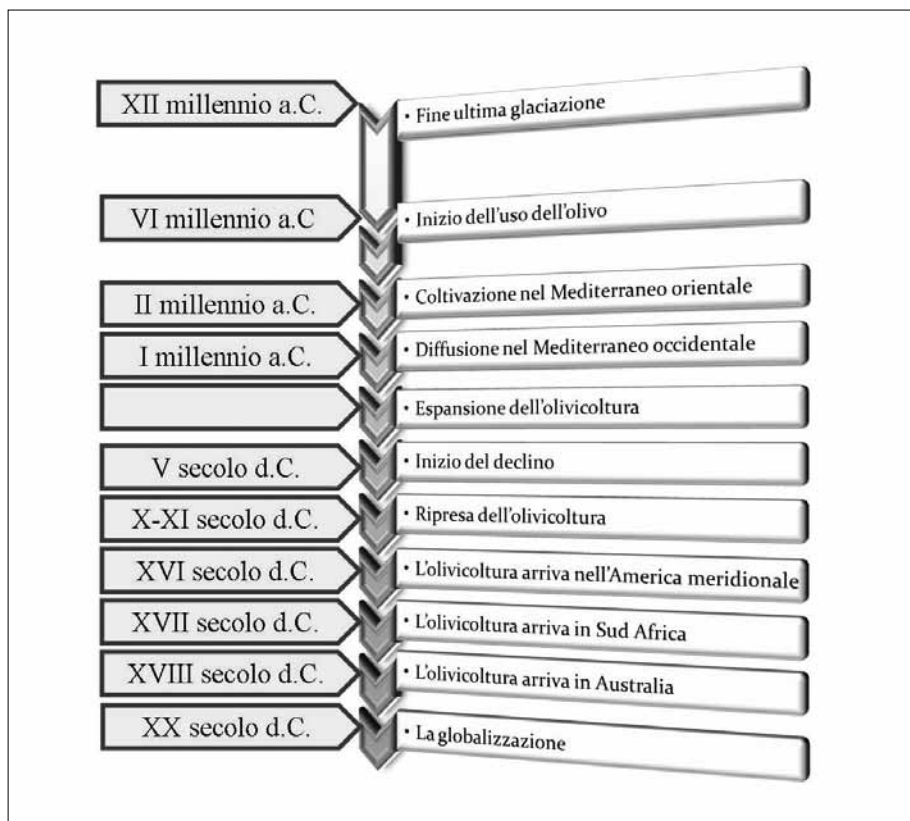 XII millennio a.C.
• Fine ultima glaciazione
VI millennio a.C
• Inizio dell'uso dell'olivo
II millennio a.C.
• Coltivazione nel Mediterraneo orientale
I millennio a.C.
• Diffusione nel Mediterraneo occidentale
• Espansione dell'olivicoltura
V secolo d.C.
• Inizio del declino
X-XI secolo d.C.
• Ripresa dell'olivicoltura
XVI secolo d.C.
• L'olivicoltura arriva nell'America meridionale
XVII secolo d.C.
• L'olivicoltura arriva in Sud Africa
XVIII secolo d.C.
• L'olivicoltura arriva in Australia
XX secolo d.C.
• La globalizzazione